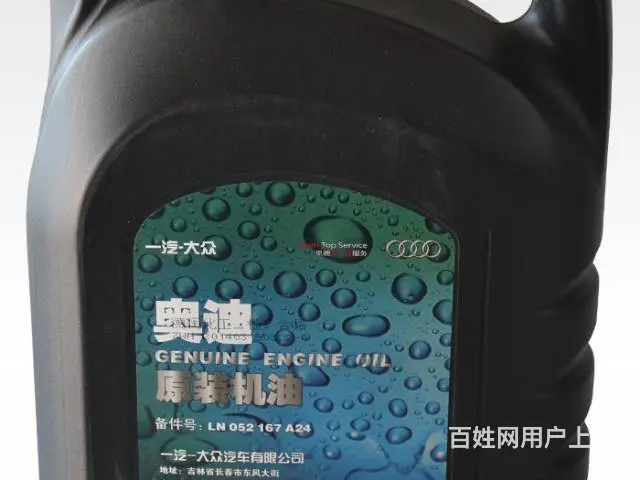 一汽-大众
Audi Top Service
奥迪
GENUINE ENGINE OIL
原装机油
备件号: LN 052 167 A24
一汽-大众汽车有限公司
地址: 吉林省长春市东风大街
百姓网用户上